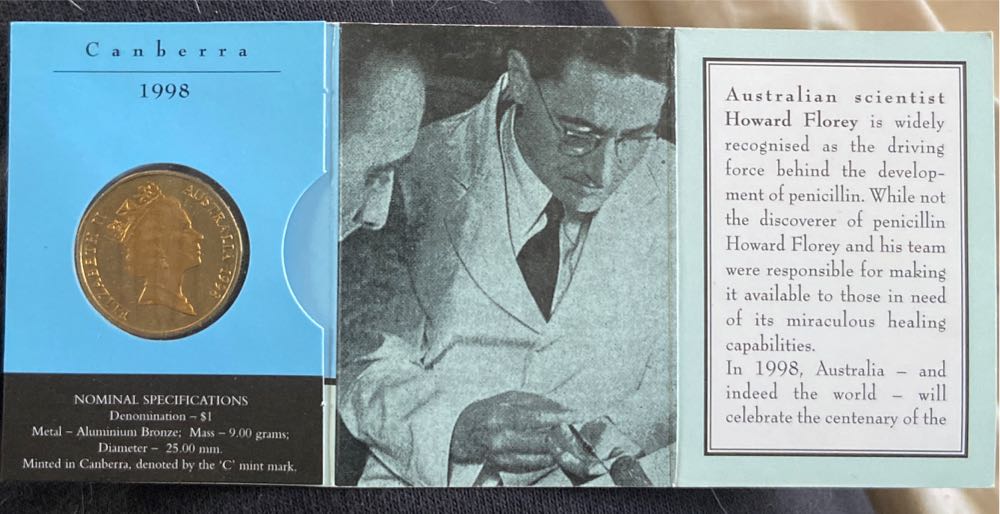 Canberra
1998
ELIZABETH II AUSTRALIA 1998
NOMINAL SPECIFICATIONS
Denomination – $1
Metal – Aluminium Bronze; Mass – 9.00 grams;
Diameter – 25.00 mm.
Minted in Canberra, denoted by the 'C' mint mark.
Australian scientist
Howard Florey is widely
recognised as the driving
force behind the develop-
ment of penicillin. While not
the discoverer of penicillin
Howard Florey and his team
were responsible for making
it available to those in need
of its miraculous healing
capabilities.
In 1998, Australia – and
indeed the world – will
celebrate the centenary of the